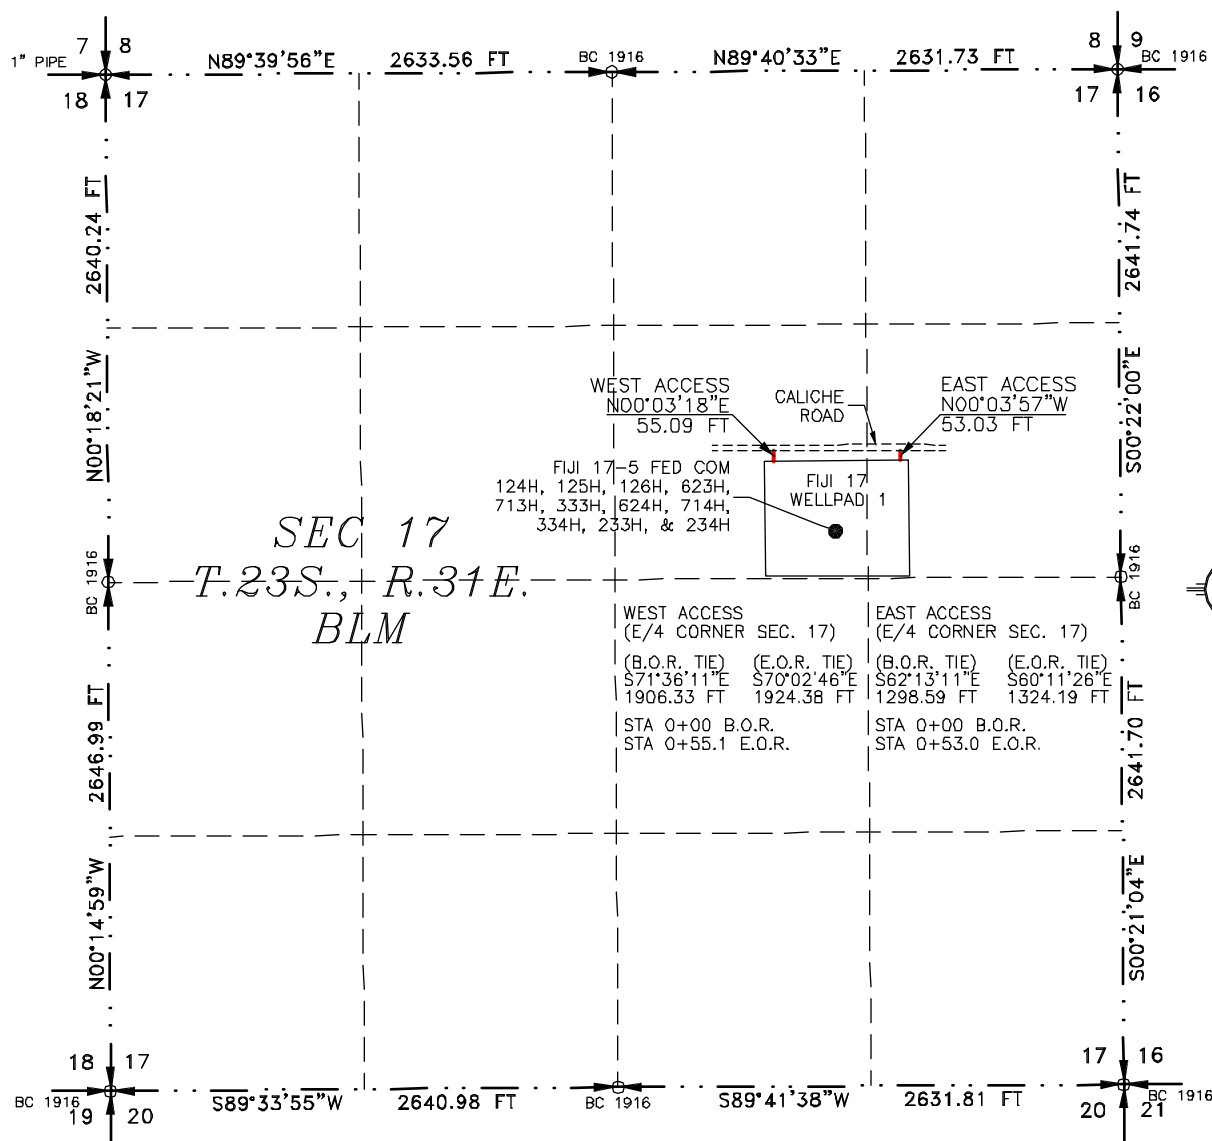 7 8
8 9
1" PIPE
N89°39'56"E 2633.56 FT
BC 1916
N89°40'33"E 2631.73 FT
BC 1916
18 17
17 16
2640.24 FT
N00°18'21"W
2641.74 FT
S00°22'00"E
WEST ACCESS
N00°03'18"E
55.09 FT
CALICHE
ROAD
EAST ACCESS
N00°03'57"W
53.03 FT
FIJI 17-5 FED COM
124H, 125H, 126H, 623H,
713H, 333H, 624H, 714H,
334H, 233H, & 234H
FIJI 17
WELLPAD 1
SEC 17
T.23S., R.31E.
BLM
BC 1916
BC 1916
WEST ACCESS
(E/4 CORNER SEC. 17)
(B.O.R. TIE) (E.O.R. TIE)
S71°36'11"E S70°02'46"E
1906.33 FT 1924.38 FT
STA 0+00 B.O.R.
STA 0+55.1 E.O.R.
EAST ACCESS
(E/4 CORNER SEC. 17)
(B.O.R. TIE) (E.O.R. TIE)
S62°13'11"E S60°11'26"E
1298.59 FT 1324.19 FT
STA 0+00 B.O.R.
STA 0+53.0 E.O.R.
2646.99 FT
N00°14'59"W
2641.70 FT
S00°21'04"E
18 17
17 16
BC 1916
S89°33'55"W 2640.98 FT
BC 1916
S89°41'38"W 2631.81 FT
BC 1916
19 20
20 21